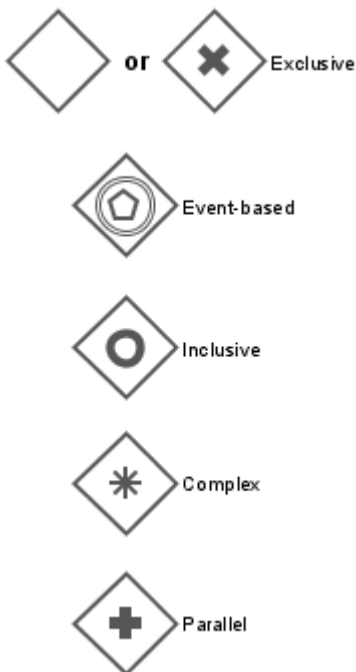 or Exclusive
Event-based
Inclusive
Complex
Parallel